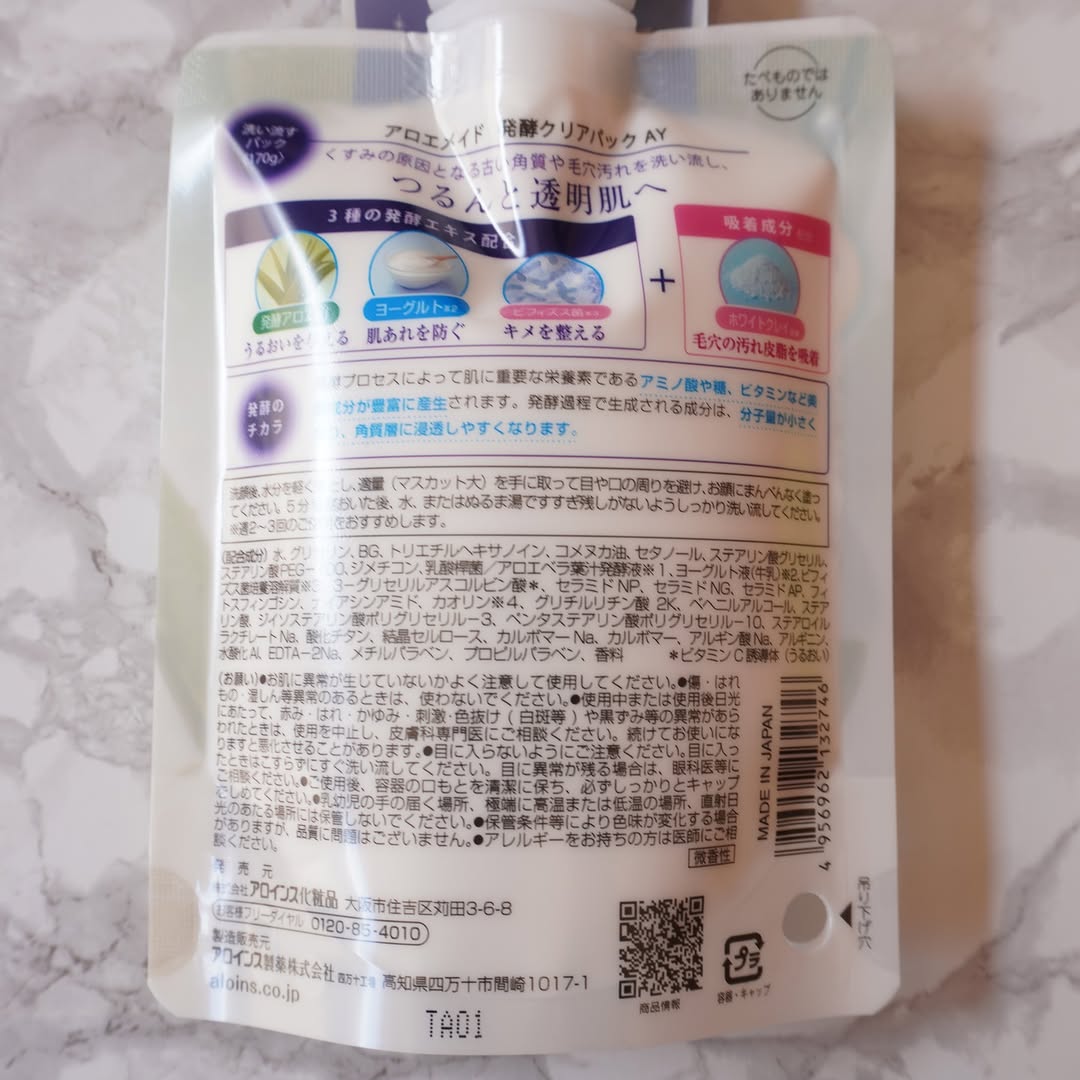 たべものでは
ありません
洗い流す
パック
170g〉
アロエメイド 発酵クリアパック AY
くすみの原因となる古い角質や毛穴汚れを洗い流し、
つるんと透明肌へ
3種の発酵エキス配合
吸着成分
発酵アロエ
ヨーグルト※2
ビフィズス菌※3
+
ホワイトクレイ
うるおいを える
肌あれを防ぐ
キメを整える
毛穴の汚れ皮脂を吸着
発酵の
チカラ
プロセスによって肌に重要な栄養素であるアミノ酸や糖、ビタミンなど美
成分が豊富に産生されます。発酵過程で生成される成分は、分子量が小さく
、角質層に浸透しやすくなります。
洗顔後、水分を軽く とし、適量(マスカット大)を手に取って目や口の周りを避け、お顔にまんべんなく塗っ
てください。5分 おいた後、水、またはぬるま湯ですすぎ残しがないようしっかり洗い流してください。
※週2~3回のご をおすすめします。
《配合成分》水、グリセリン、BG、トリエチルヘキサノイン、コメヌカ油、セタノール、ステアリン酸グリセリル、
ステアリン酸PEG- 00、ジメチコン、乳酸桿菌/アロエベラ葉汁発酵液※1、ヨーグルト液(牛乳)※2、ビフィ
ズス菌培養溶解質※3、3-グリセリルアスコルビン酸*、セラミドNP、セラミドNG、セラミドAP、フィ
トスフィンゴシン、ナイアシンアミド、カオリン※4、グリチルリチン酸2K、ベヘニルアルコール、ステア
リン酸、ジイソステアリン酸ポリグリセリル-3、ペンタステアリン酸ポリグリセリル-10、ステアロイル
ラクチレートNa、酸化チタン、結晶セルロース、カルボマーNa、カルボマー、アルギン酸Na、アルギニン、
水酸化Al、EDTA-2Na、メチルパラベン、プロピルパラベン、香料 *ビタミンC誘導体(うるおい)
《お願い》●お肌に異常が生じていないかよく注意して使用してください。●傷・はれ
もの・湿しん等異常のあるときは、使わないでください。●使用中または使用後日光
にあたって、赤み・はれ・かゆみ・刺激・色抜け(白斑等)や黒ずみ等の異常があら
われたときは、使用を中止し、皮膚科専門医にご相談ください。続けてお使いにな
りますと悪化させることがあります。●目に入らないようにご注意ください。目に入っ
たときはこすらずにすぐ洗い流してください。目に異常が残る場合は、眼科医等に
ご相談ください。●ご使用後、容器の口もとを清潔に保ち、必ずしっかりとキャップ
をしめてください。●乳幼児の手の届く場所、極端に高温または低温の場所、直射日
光のあたる場所には保管しないでください。●保管条件等により色味が変化する場合
がありますが、品質に問題はございません。●アレルギーをお持ちの方は医師にご相
談ください。
微香性
MADE IN JAPAN
4 956962 132746
吊り下げ穴
発売元
株式会社アロインス化粧品 大阪市住吉区苅田3-6-8
お客様フリーダイヤル 0120-85-4010
製造販売元
アロインス製薬株式会社 四万十工場 高知県四万十市間崎1017-1
aloins.co.jp
商品情報
プラ
容器・キャップ
TA01